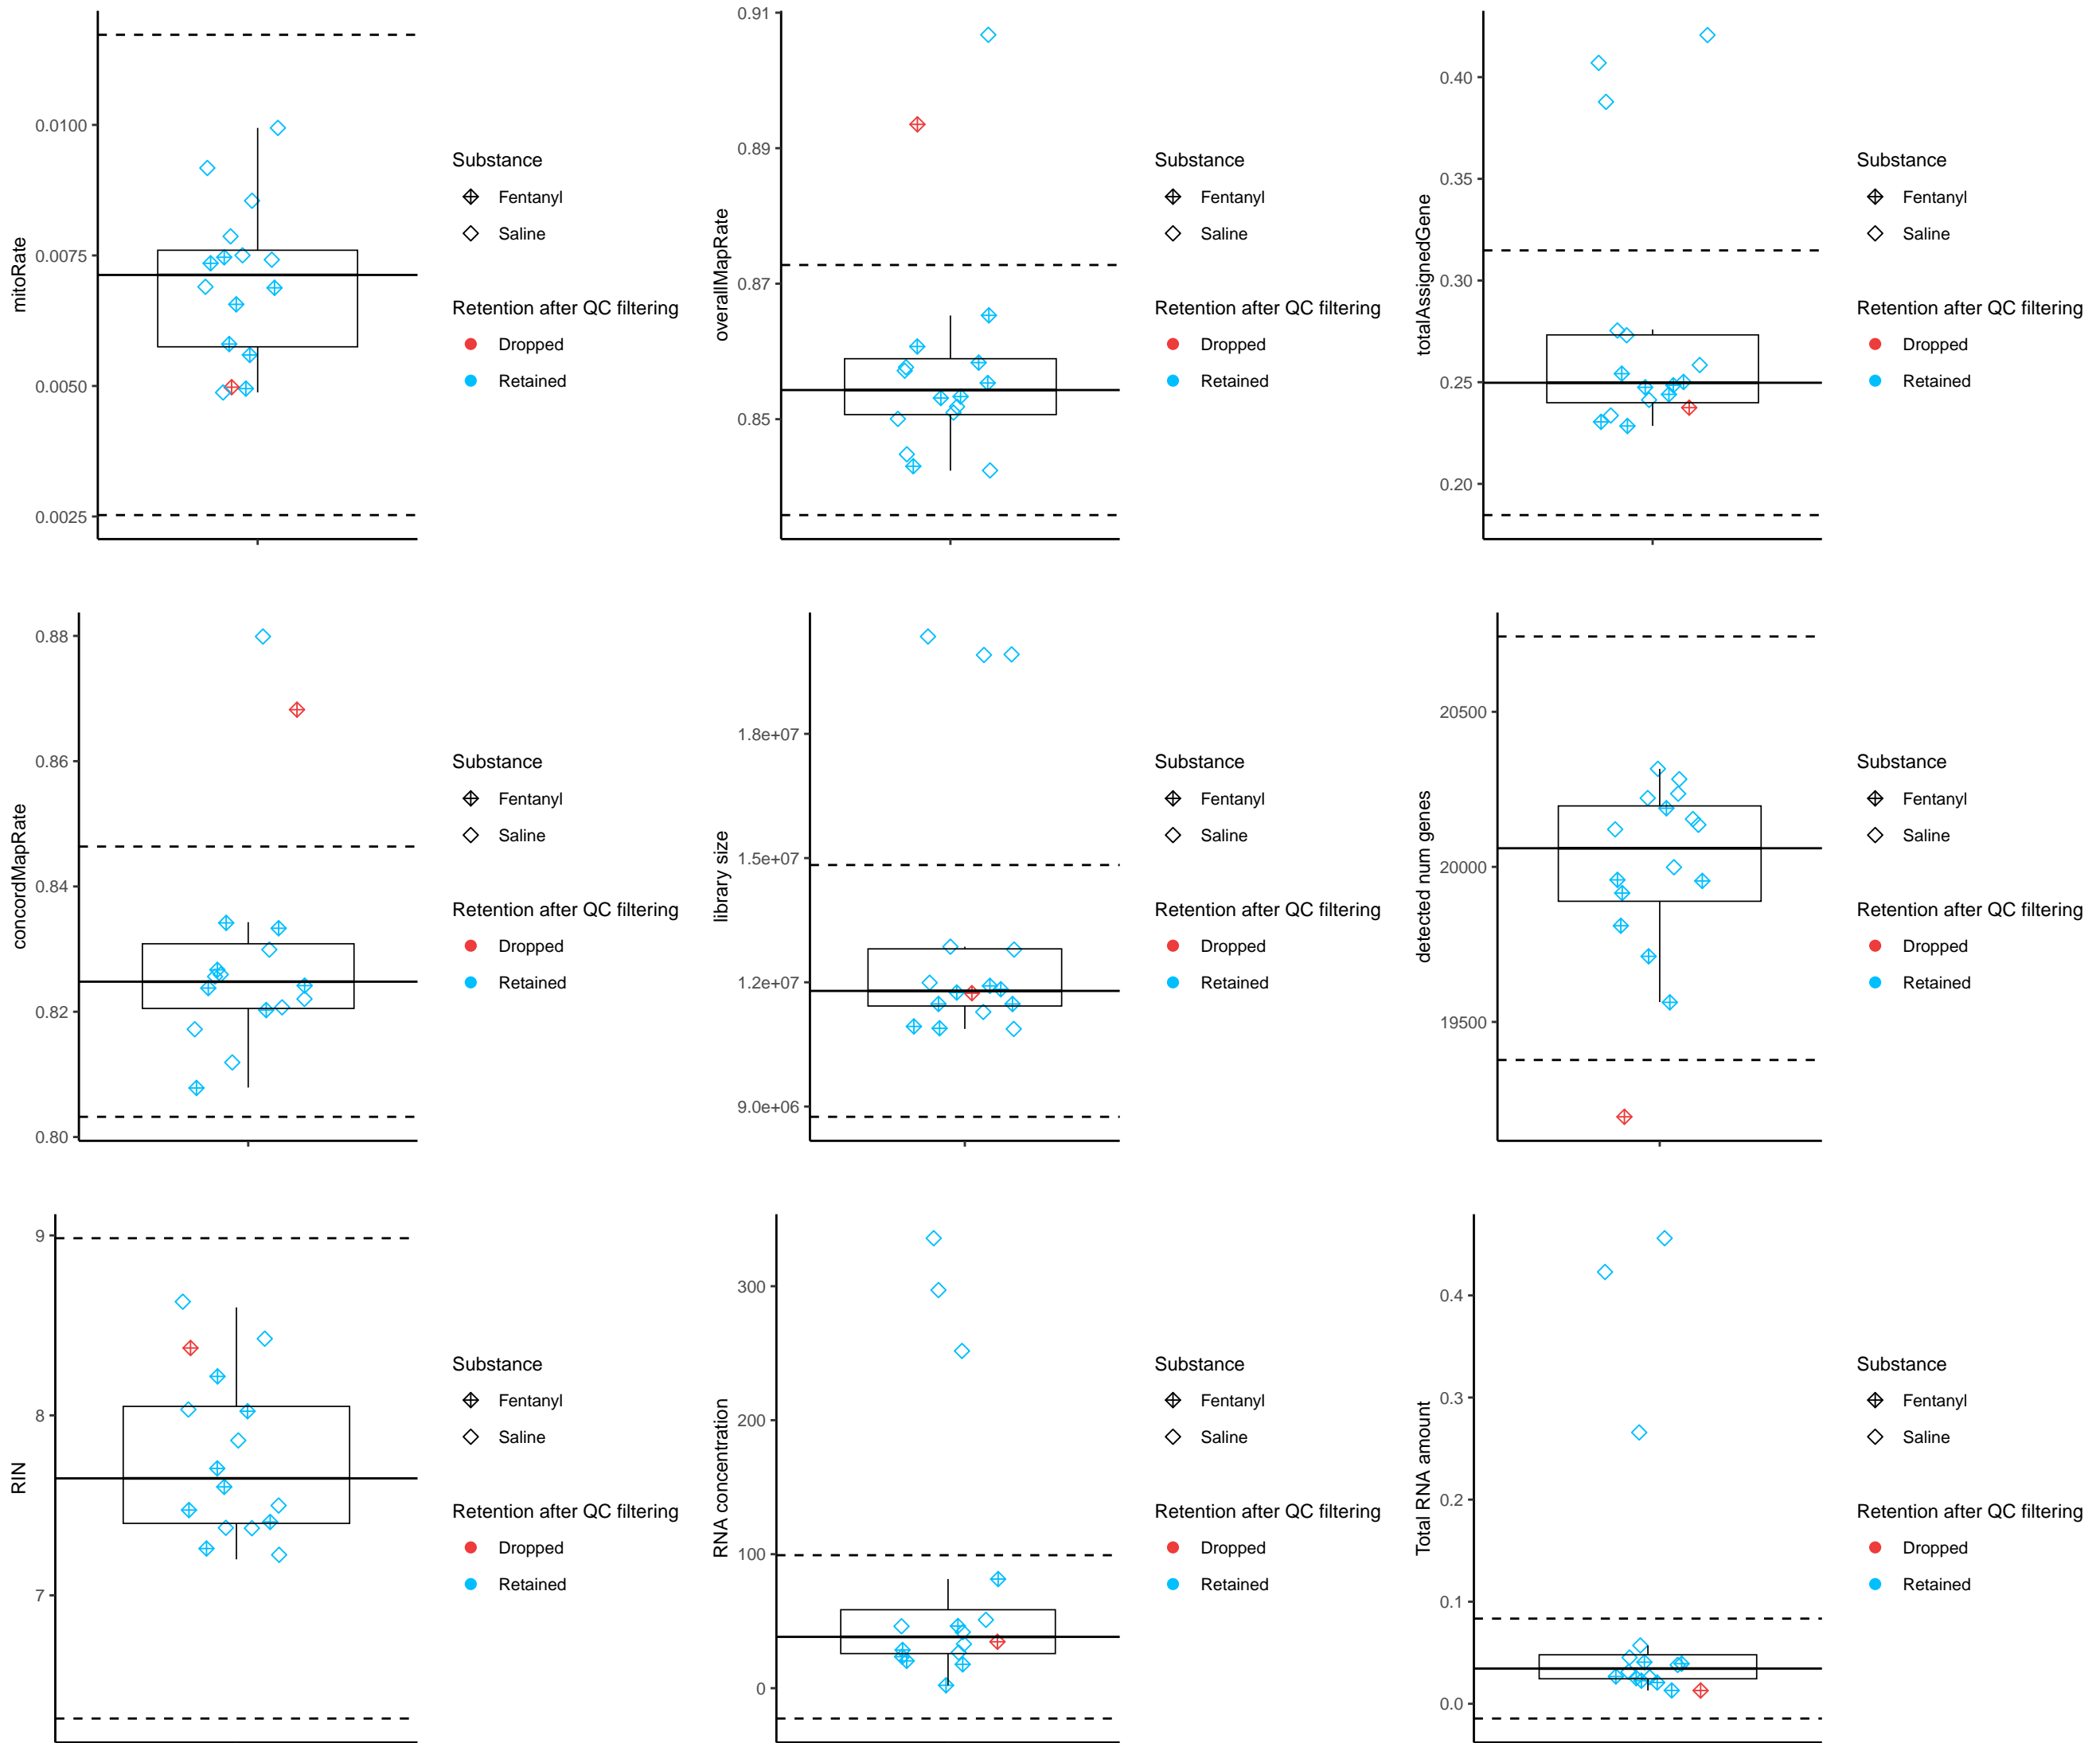 mitoRate
0.0100
0.0075
0.0050
0.0025
Substance
Fentanyl
Saline
Retention after QC filtering
Dropped
Retained
overallMapRate
0.91
0.89
0.87
0.85
Substance
Fentanyl
Saline
Retention after QC filtering
Dropped
Retained
totalAssignedGene
0.40
0.35
0.30
0.25
0.20
Substance
Fentanyl
Saline
Retention after QC filtering
Dropped
Retained
concordMapRate
0.88
0.86
0.84
0.82
0.80
Substance
Fentanyl
Saline
Retention after QC filtering
Dropped
Retained
library size
1.8e+07
1.5e+07
1.2e+07
9.0e+06
Substance
Fentanyl
Saline
Retention after QC filtering
Dropped
Retained
detected num genes
20500
20000
19500
Substance
Fentanyl
Saline
Retention after QC filtering
Dropped
Retained
RIN
9
8
7
Substance
Fentanyl
Saline
Retention after QC filtering
Dropped
Retained
RNA concentration
300
200
100
0
Substance
Fentanyl
Saline
Retention after QC filtering
Dropped
Retained
Total RNA amount
0.4
0.3
0.2
0.1
0.0
Substance
Fentanyl
Saline
Retention after QC filtering
Dropped
Retained